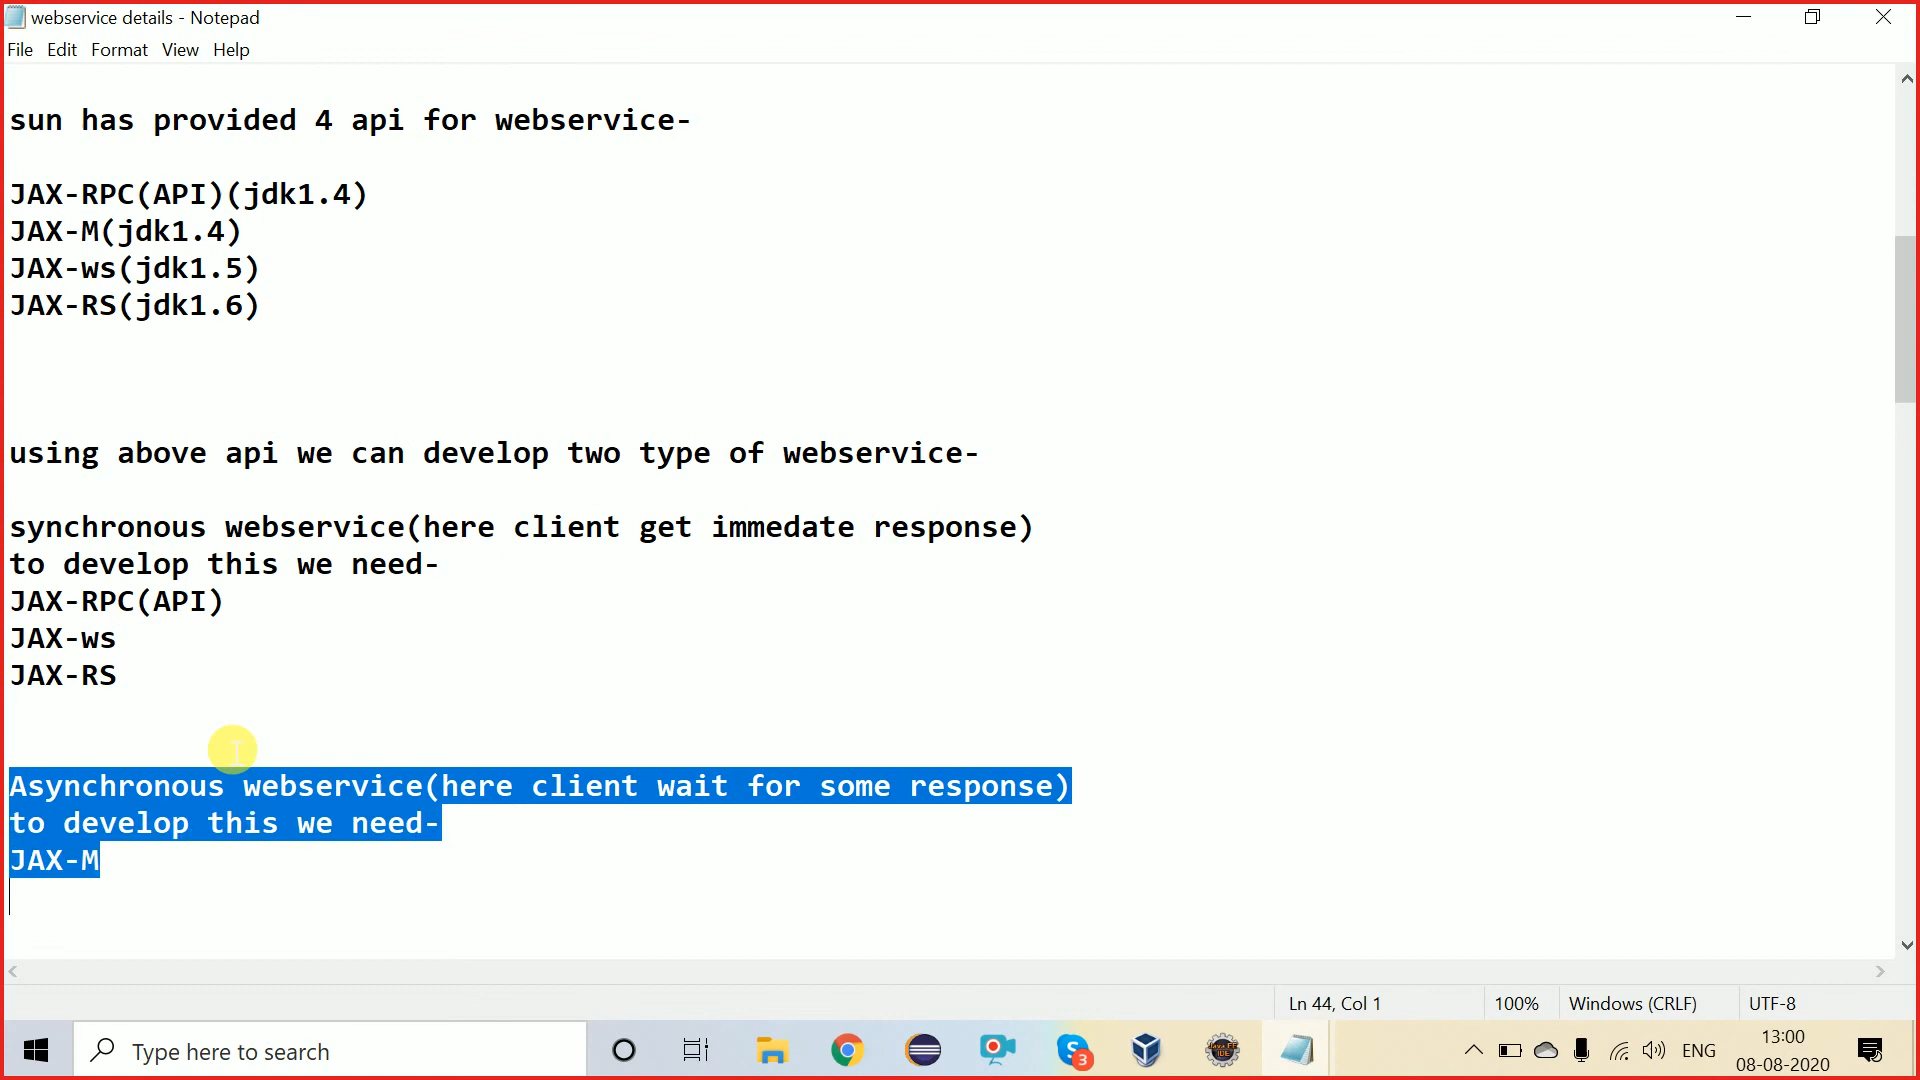 webservice details - Notepad
File Edit Format View Help
sun has provided 4 api for webservice-
JAX-RPC(API)(jdk1.4)
JAX-M(jdk1.4)
JAX-ws(jdk1.5)
JAX-RS(jdk1.6)
using above api we can develop two type of webservice-
synchronous webservice(here client get immedate response)
to develop this we need-
JAX-RPC(API)
JAX-ws
JAX-RS
Asynchronous webservice(here client wait for some response)
to develop this we need-
JAX-M
Ln 44, Col 1 100% Windows (CRLF) UTF-8
Type here to search
S 3
Java EE IDE
ENG
13:00
08-08-2020